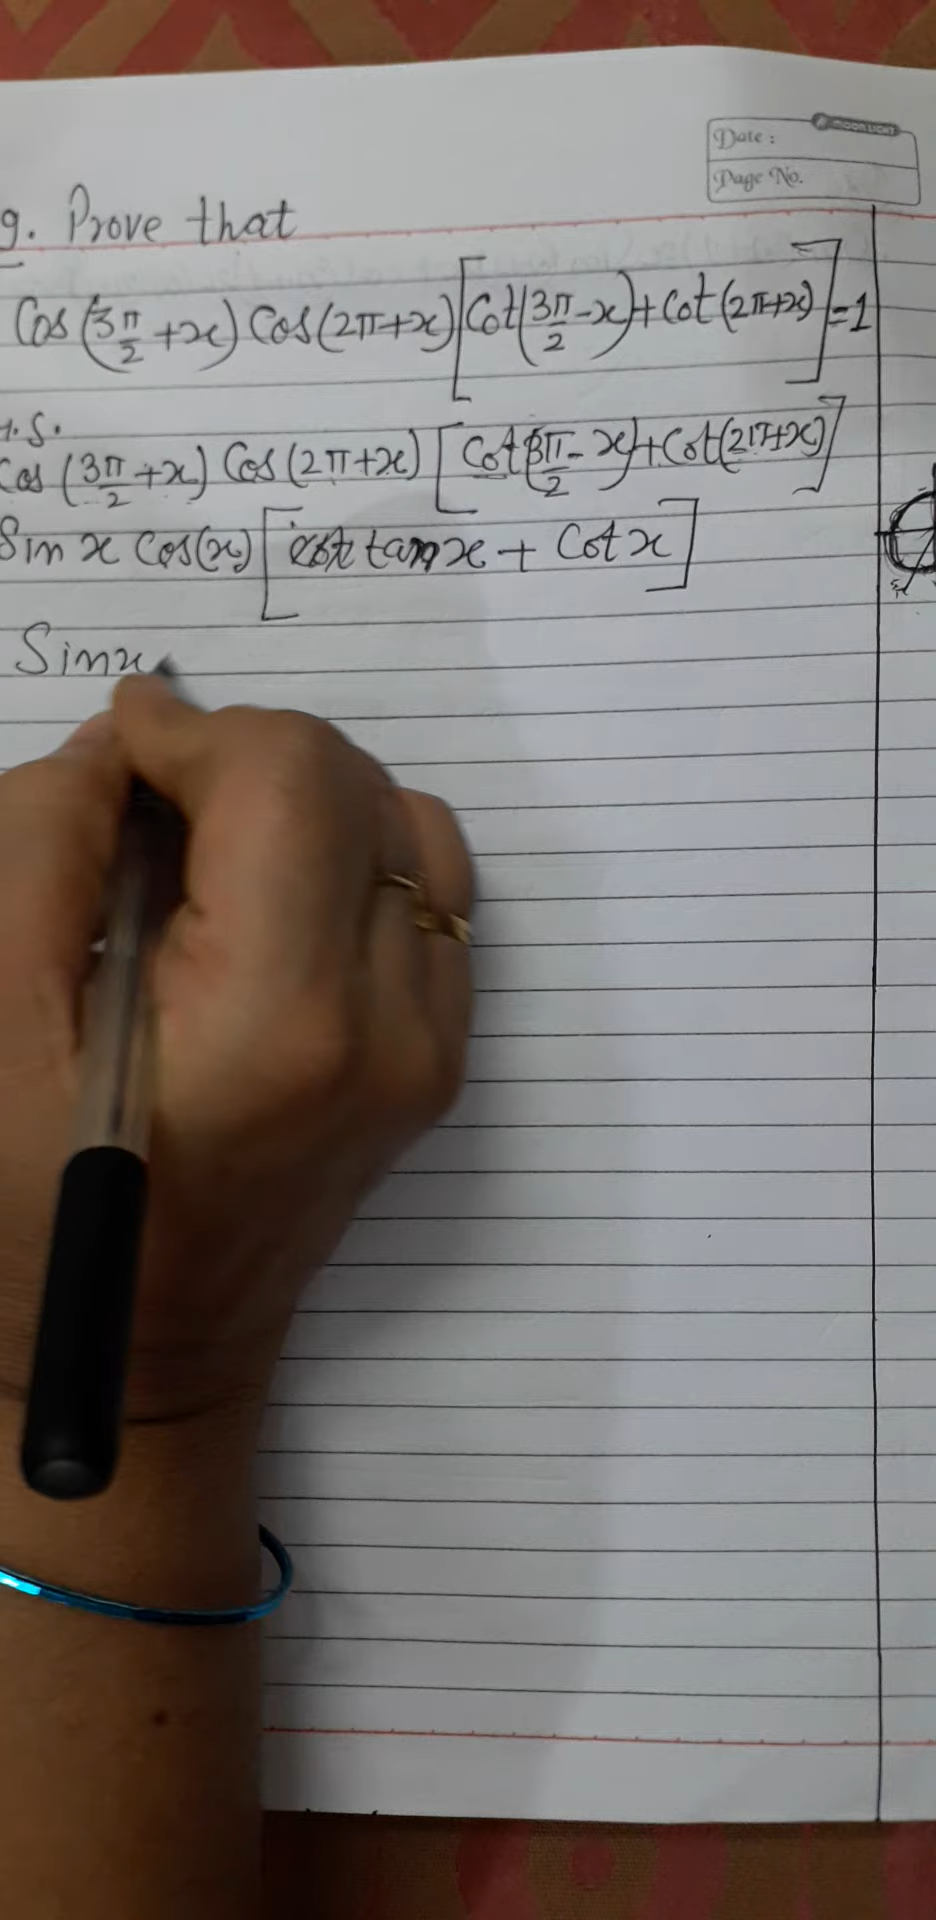 MOONLIGHT
Date :
Page No.
9. Prove that
Cos(3π/2 +x) Cos(2π+x) [Cot(3π/2 -x)+Cot(2π+x)] =1
H.S.
Cos (3π/2 +x) Cos (2π+x) [Cot(3π/2 - x)+Cot(2π+x)]
Sin x Cos(x) [tan x + Cot x]
Sinx